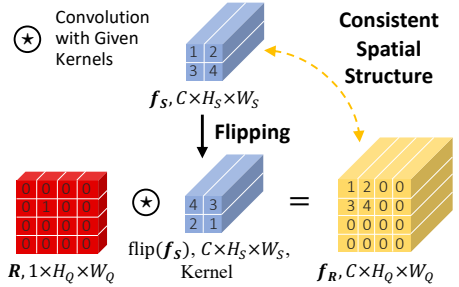 ⊛ Convolution
with Given
Kernels
Consistent
Spatial
Structure
1 2
3 4
f_S, C×H_S×W_S
Flipping
0 0 0 0
0 1 0 0
0 0 0 0
0 0 0 0
⊛
4 3
2 1
=
1 2 0 0
3 4 0 0
0 0 0 0
0 0 0 0
R, 1×H_Q×W_Q
flip(f_S), C×H_S×W_S,
Kernel
f_R, C×H_Q×W_Q